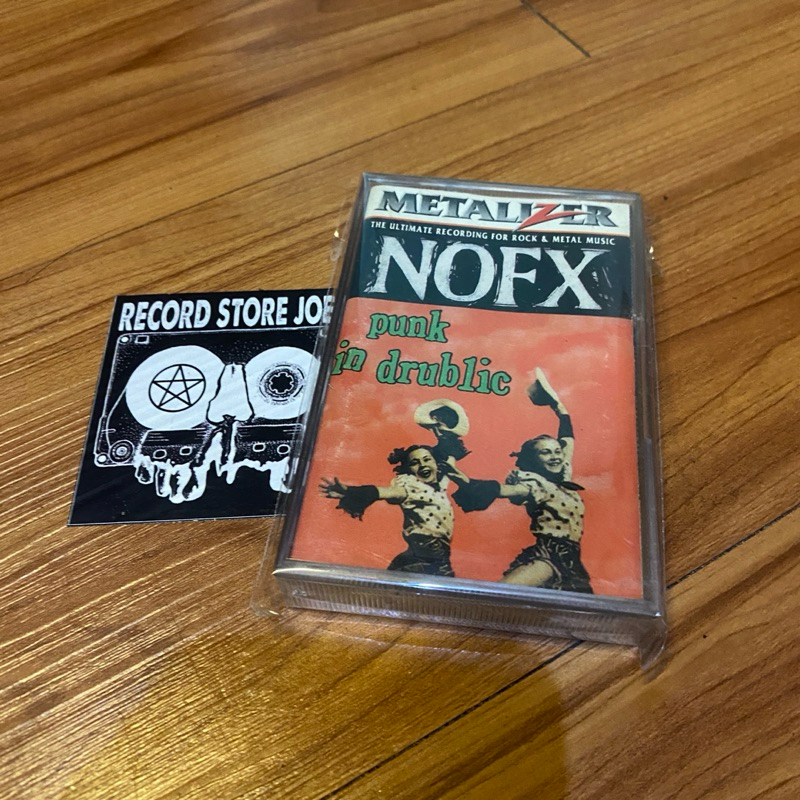 METALIZER
THE ULTIMATE RECORDING FOR ROCK & METAL MUSIC
NOFX
punk
in drublic
RECORD STORE JOE